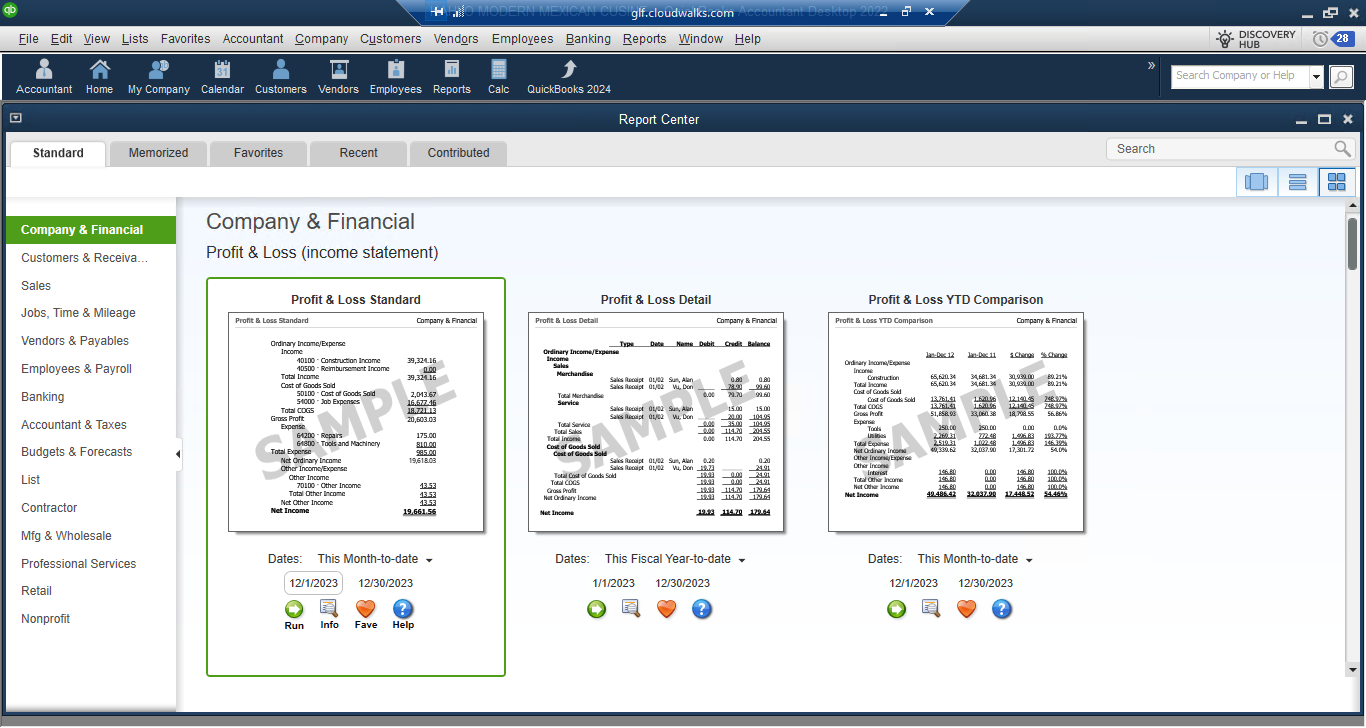 MODERN MEXICAN Accountant Desktop 2022
glf.cloudwalks.com
File Edit View Lists Favorites Accountant Company Customers Vendors Employees Banking Reports Window Help
DISCOVERY HUB 28
Accountant Home My Company Calendar Customers Vendors Employees Reports Calc QuickBooks 2024
Search Company or Help
Report Center
Standard Memorized Favorites Recent Contributed
Search
Company & Financial
Customers & Receiva...
Sales
Jobs, Time & Mileage
Vendors & Payables
Employees & Payroll
Banking
Accountant & Taxes
Budgets & Forecasts
List
Contractor
Mfg & Wholesale
Professional Services
Retail
Nonprofit
Company & Financial
Profit & Loss (income statement)
Profit & Loss Standard
Profit & Loss Standard Company & Financial
Ordinary Income/Expense
Income
40100 · Construction Income 39,324.16
40500 · Reimbursement Income 0.00
Total Income 39,324.16
Cost of Goods Sold
50100 · Cost of Goods Sold 2,043.67
54000 · Job Expenses 16,677.46
Total COGS 18,721.13
Gross Profit 20,603.03
Expense
64200 · Repairs 175.00
64800 · Tools and Machinery 810.00
Total Expense 985.00
Net Ordinary Income 19,618.03
Other Income/Expense
Other Income
70100 · Other Income 43.53
Total Other Income 43.53
Net Other Income 43.53
Net Income 19,661.56
SAMPLE
Dates: This Month-to-date
12/1/2023 12/30/2023
Run Info Fave Help
Profit & Loss Detail
Profit & Loss Detail Company & Financial
Type Date Name Debit Credit Balance
Ordinary Income/Expense
Income
Sales
Merchandise
Sales Receipt 01/02 Sun, Alan 0.80 0.80
Sales Receipt 01/02 Vu, Don 78.90 99.60
Total Merchandise 0.00 79.70 99.60
Service
Sales Receipt 01/02 Sun, Alan 15.00 15.00
Sales Receipt 01/02 Vu, Don 20.00 104.95
Total Service 0.00 35.00 104.95
Total Sales 0.00 114.70 204.55
Total Income 0.00 114.70 204.55
Cost of Goods Sold
Cost of Goods Sold
Sales Receipt 01/02 Sun, Alan 0.20 0.20
Sales Receipt 01/02 Vu, Don 19.73 24.91
Total Cost of Goods Sold 19.93 0.00 24.91
Total COGS 19.93 0.00 24.91
Gross Profit 19.93 114.70 179.64
Net Ordinary Income 19.93 114.70 179.64
Net Income 19.93 114.70 179.64
SAMPLE
Dates: This Fiscal Year-to-date
1/1/2023 12/30/2023
Profit & Loss YTD Comparison
Profit & Loss YTD Comparison Company & Financial
Jan-Dec 12 Jan-Dec 11 $ Change % Change
Ordinary Income/Expense
Income
Construction 65,620.34 34,681.34 30,939.00 89.21%
Total Income 65,620.34 34,681.34 30,939.00 89.21%
Cost of Goods Sold
Cost of Goods Sold 13,761.41 1,620.96 12,140.45 748.97%
Total COGS 13,761.41 1,620.96 12,140.45 748.97%
Gross Profit 51,858.93 33,060.38 18,798.55 56.86%
Expense
Tools 250.00 250.00 0.00 0.0%
Utilities 2,269.31 772.48 1,496.83 193.77%
Total Expense 2,519.31 1,022.48 1,496.83 146.39%
Net Ordinary Income 49,339.62 32,037.90 17,301.72 54.0%
Other Income/Expense
Other Income
Interest 146.80 0.00 146.80 100.0%
Total Other Income 146.80 0.00 146.80 100.0%
Net Other Income 146.80 0.00 146.80 100.0%
Net Income 49,486.42 32,037.90 17,448.52 54.46%
SAMPLE
Dates: This Month-to-date
12/1/2023 12/30/2023